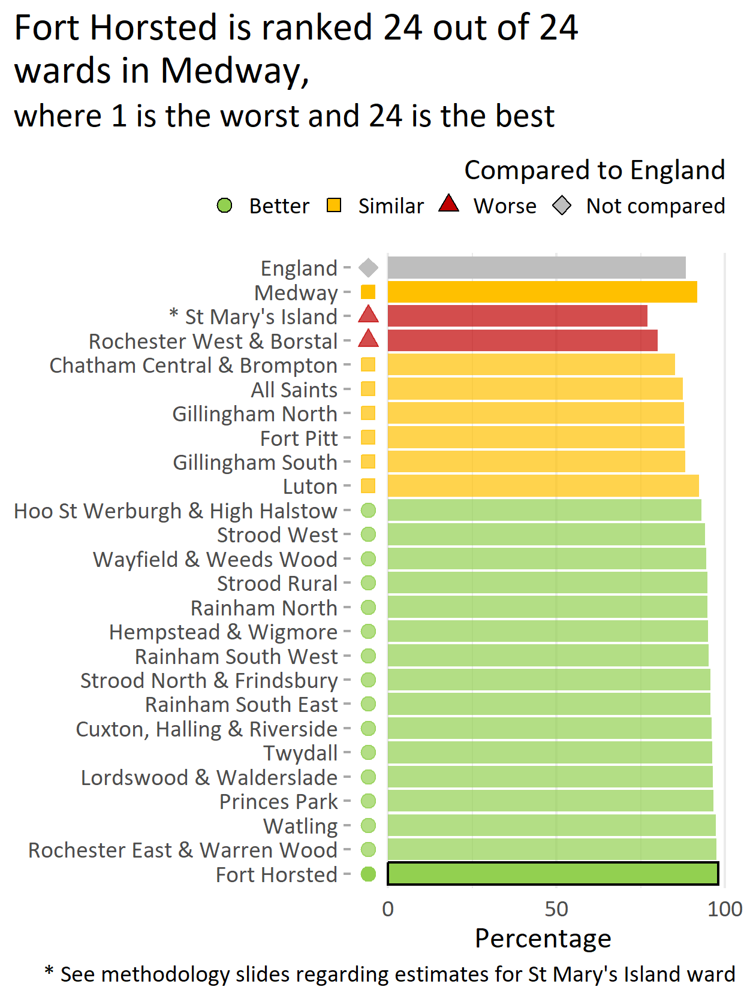 Fort Horsted is ranked 24 out of 24
wards in Medway,
where 1 is the worst and 24 is the best
Compared to England
Better Similar Worse Not compared
England
Medway
* St Mary's Island
Rochester West & Borstal
Chatham Central & Brompton
All Saints
Gillingham North
Fort Pitt
Gillingham South
Luton
Hoo St Werburgh & High Halstow
Strood West
Wayfield & Weeds Wood
Strood Rural
Rainham North
Hempstead & Wigmore
Rainham South West
Strood North & Frindsbury
Rainham South East
Cuxton, Halling & Riverside
Twydall
Lordswood & Walderslade
Princes Park
Watling
Rochester East & Warren Wood
Fort Horsted
0 50 100
Percentage
* See methodology slides regarding estimates for St Mary's Island ward